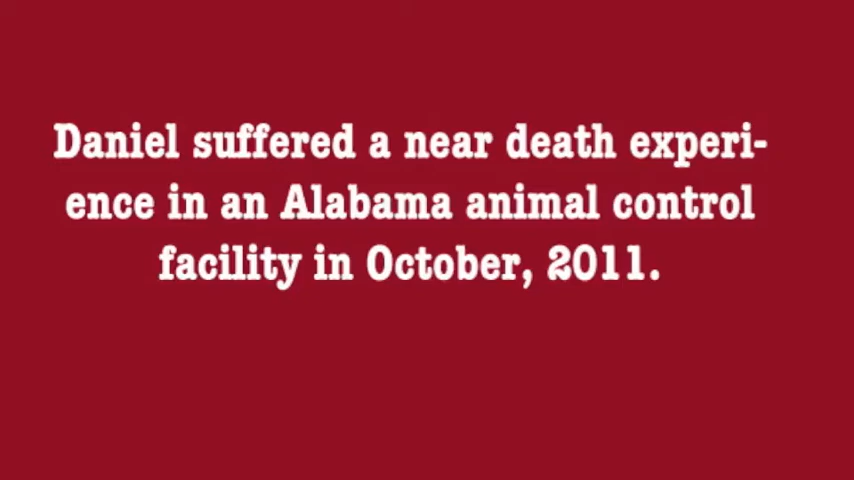 Daniel suffered a near death experi-
ence in an Alabama animal control
facility in October, 2011.